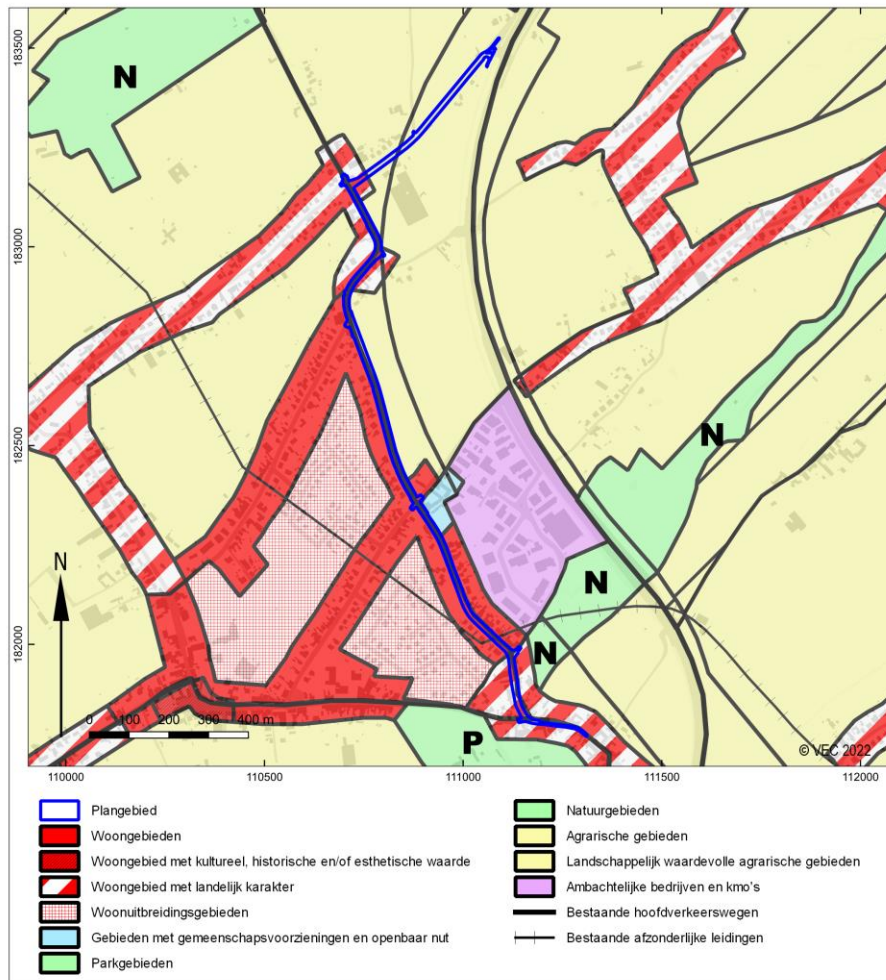 183500
183000
182500
182000
N
N
N
N
P
N
0 100 200 300 400 m
© VEC 2022
110000 110500 111000 111500 112000
Plangebied
Woongebieden
Woongebied met kultureel, historische en/of esthetische waarde
Woongebied met landelijk karakter
Woonuitbreidingsgebieden
Gebieden met gemeenschapsvoorzieningen en openbaar nut
Parkgebieden
Natuurgebieden
Agrarische gebieden
Landschappelijk waardevolle agrarische gebieden
Ambachtelijke bedrijven en kmo's
Bestaande hoofdverkeerswegen
Bestaande afzonderlijke leidingen